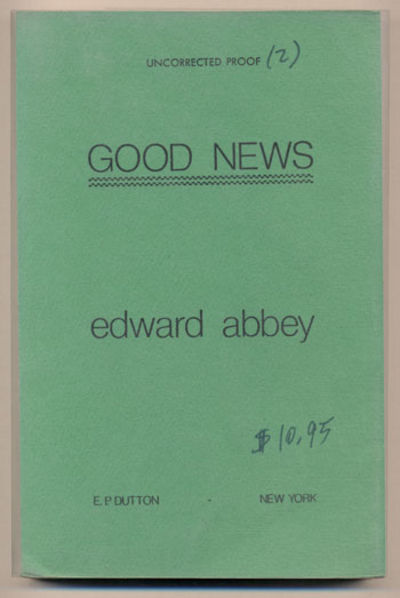 UNCORRECTED PROOF (2)
GOOD NEWS
edward abbey
$10.95
E. P. DUTTON - NEW YORK